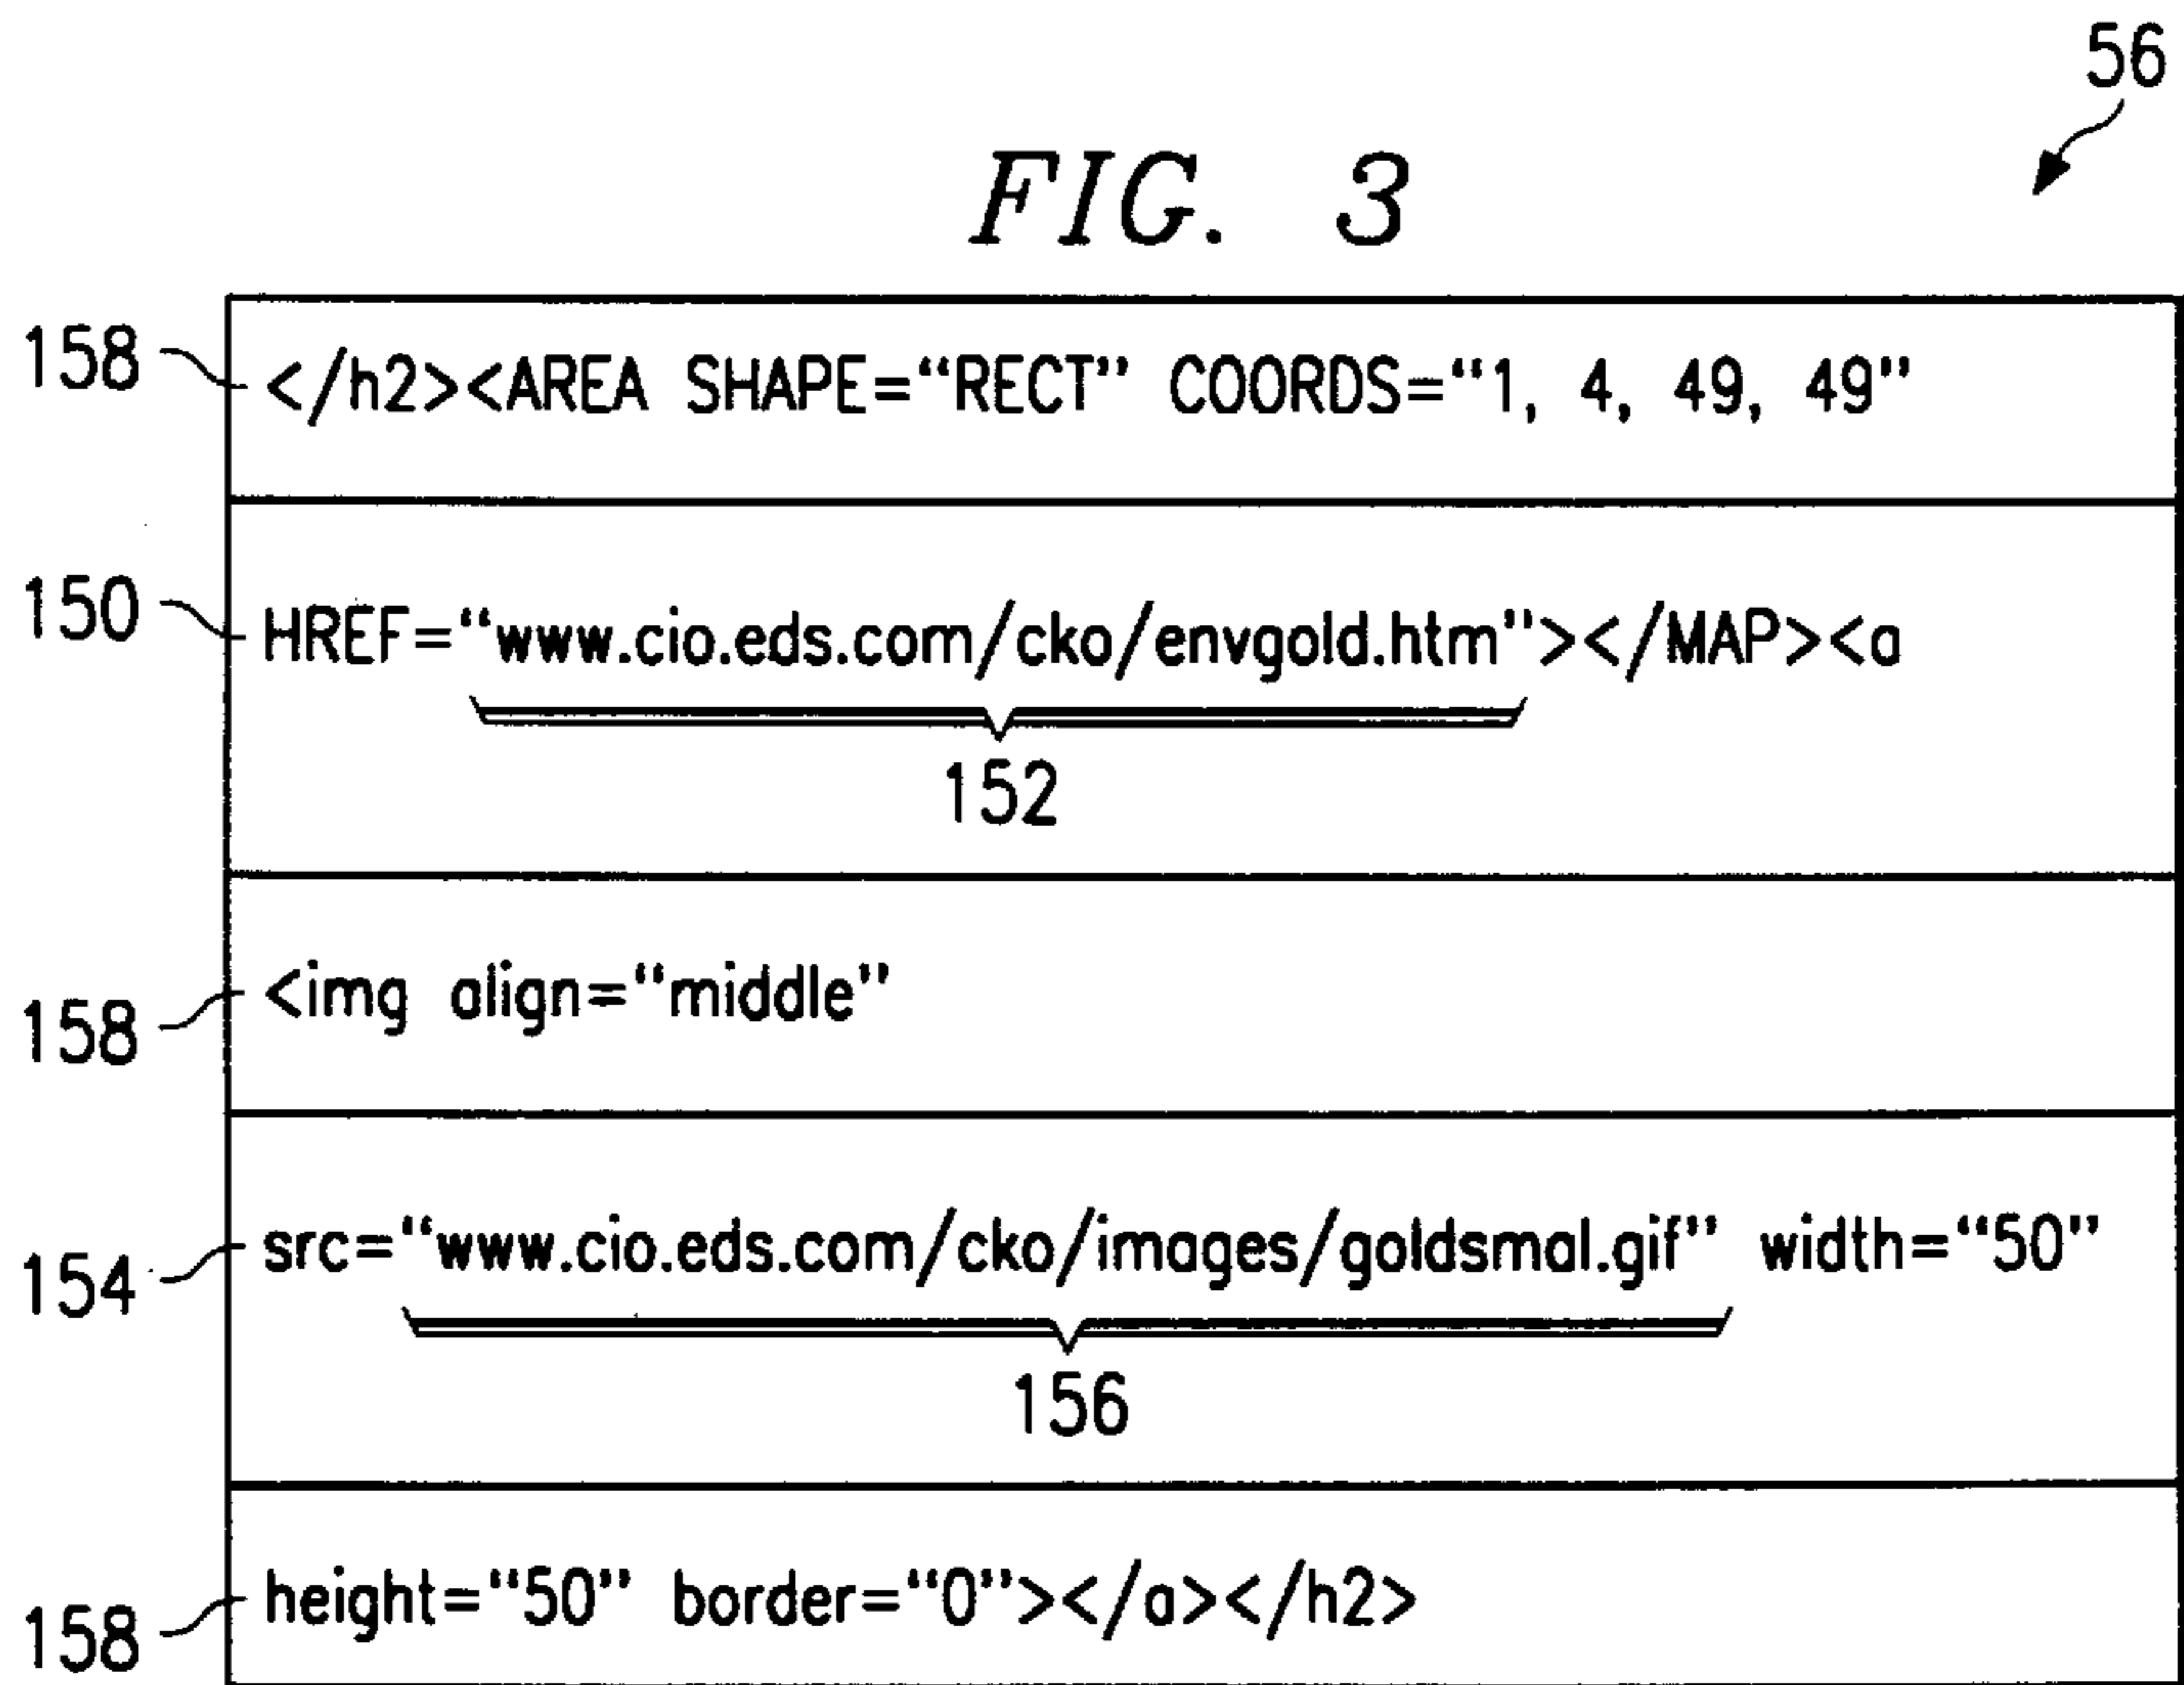 56
FIG. 3
158 </h2><AREA SHAPE=“RECT” COORDS=“1, 4, 49, 49”
150 HREF=“www.cio.eds.com/cko/envgold.htm”></MAP><a
152
158 <img align=“middle”
154 src=“www.cio.eds.com/cko/images/goldsmal.gif” width=“50”
156
158 height=“50” border=“0”></a></h2>